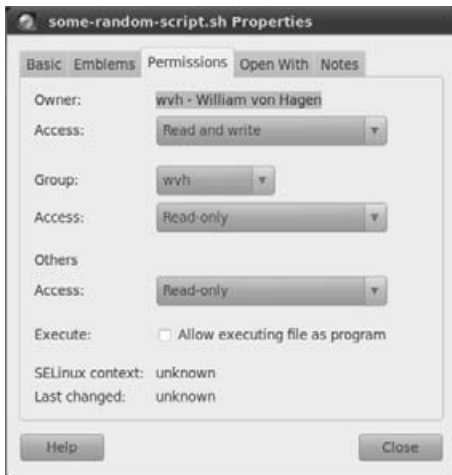 some-random-script.sh Properties
Basic Emblems Permissions Open With Notes
Owner: wvh - William von Hagen
Access: Read and write
Group: wvh
Access: Read-only
Others
Access: Read-only
Execute: Allow executing file as program
SELinux context: unknown
Last changed: unknown
Help Close